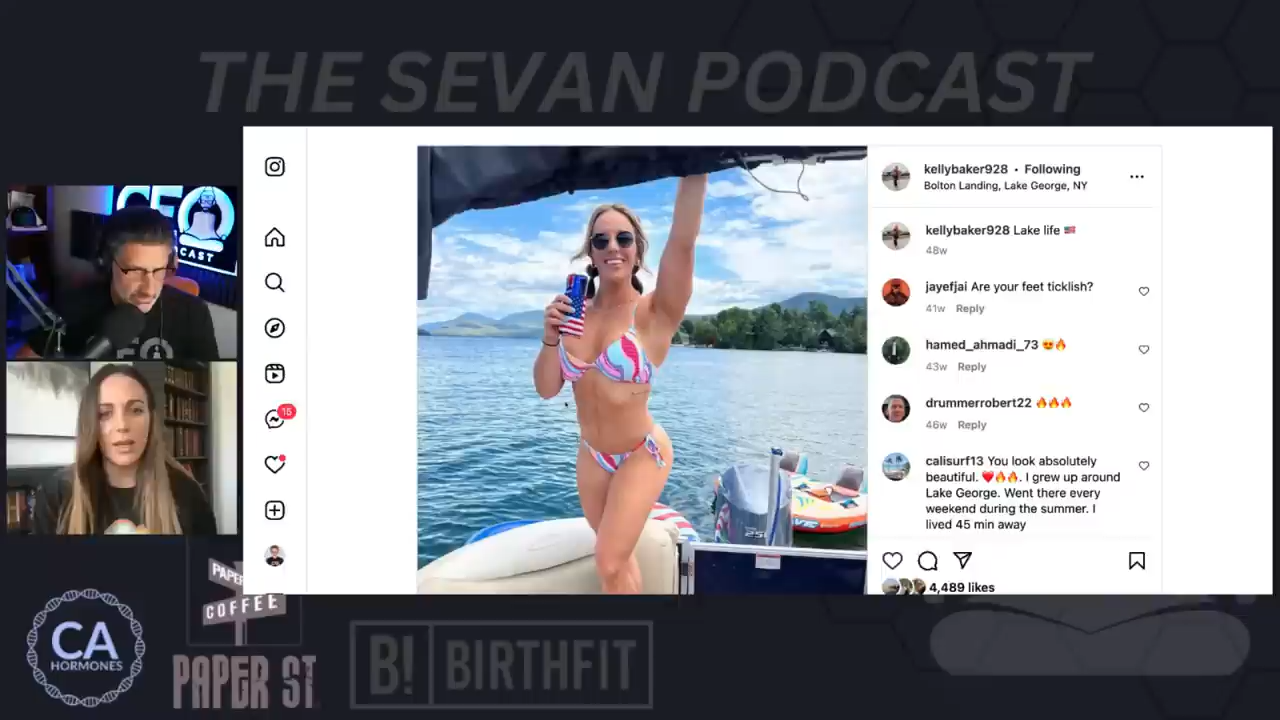 THE SEVAN PODCAST
CEO
CAST
kellybaker928 • Following
Bolton Landing, Lake George, NY
kellybaker928 Lake life 🇺🇸
48w
jayefjai Are your feet ticklish?
41w Reply
hamed_ahmadi_73 😍🔥
43w Reply
drummerrobert22 🔥🔥🔥
46w Reply
calisurf13 You look absolutely
beautiful. ❤️🔥🔥. I grew up around
Lake George. Went there every
weekend during the summer. I
lived 45 min away
4,489 likes
15
250
CA
HORMONES
PAPER
COFFEE
PAPER ST
B! BIRTHFIT